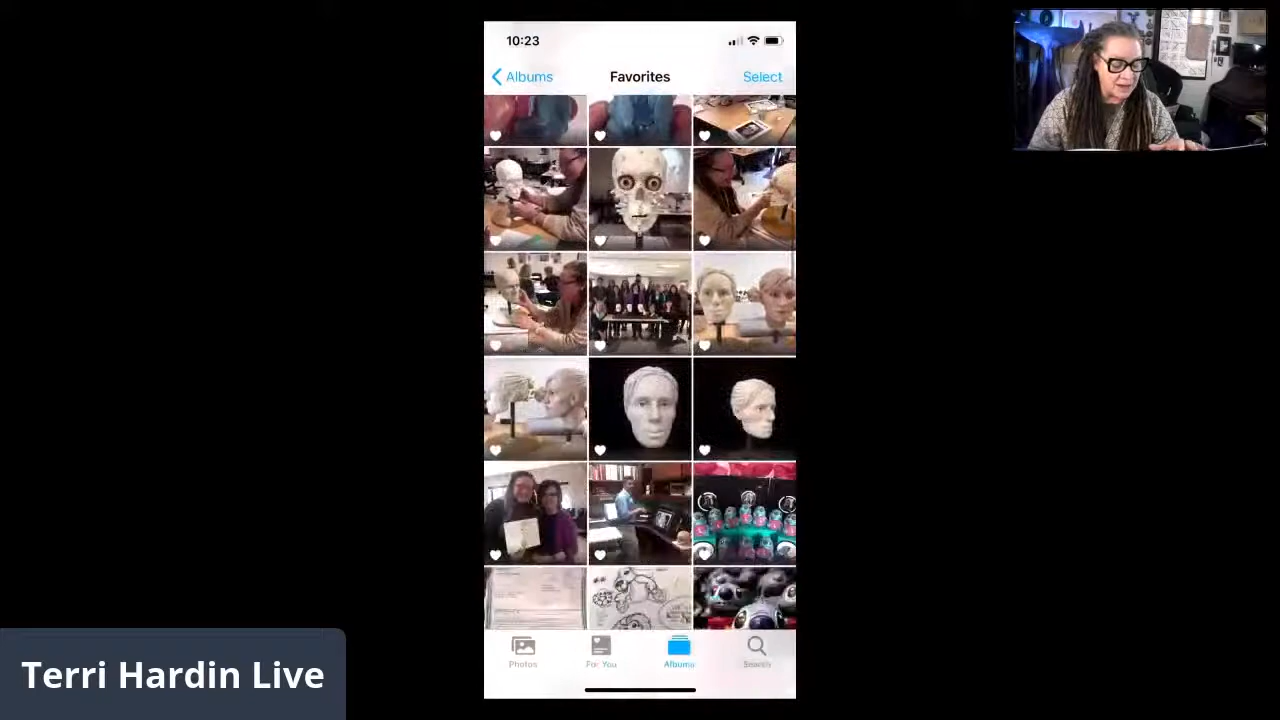 10:23
Albums
Favorites
Select
Photos
For You
Albums
Search
Terri Hardin Live